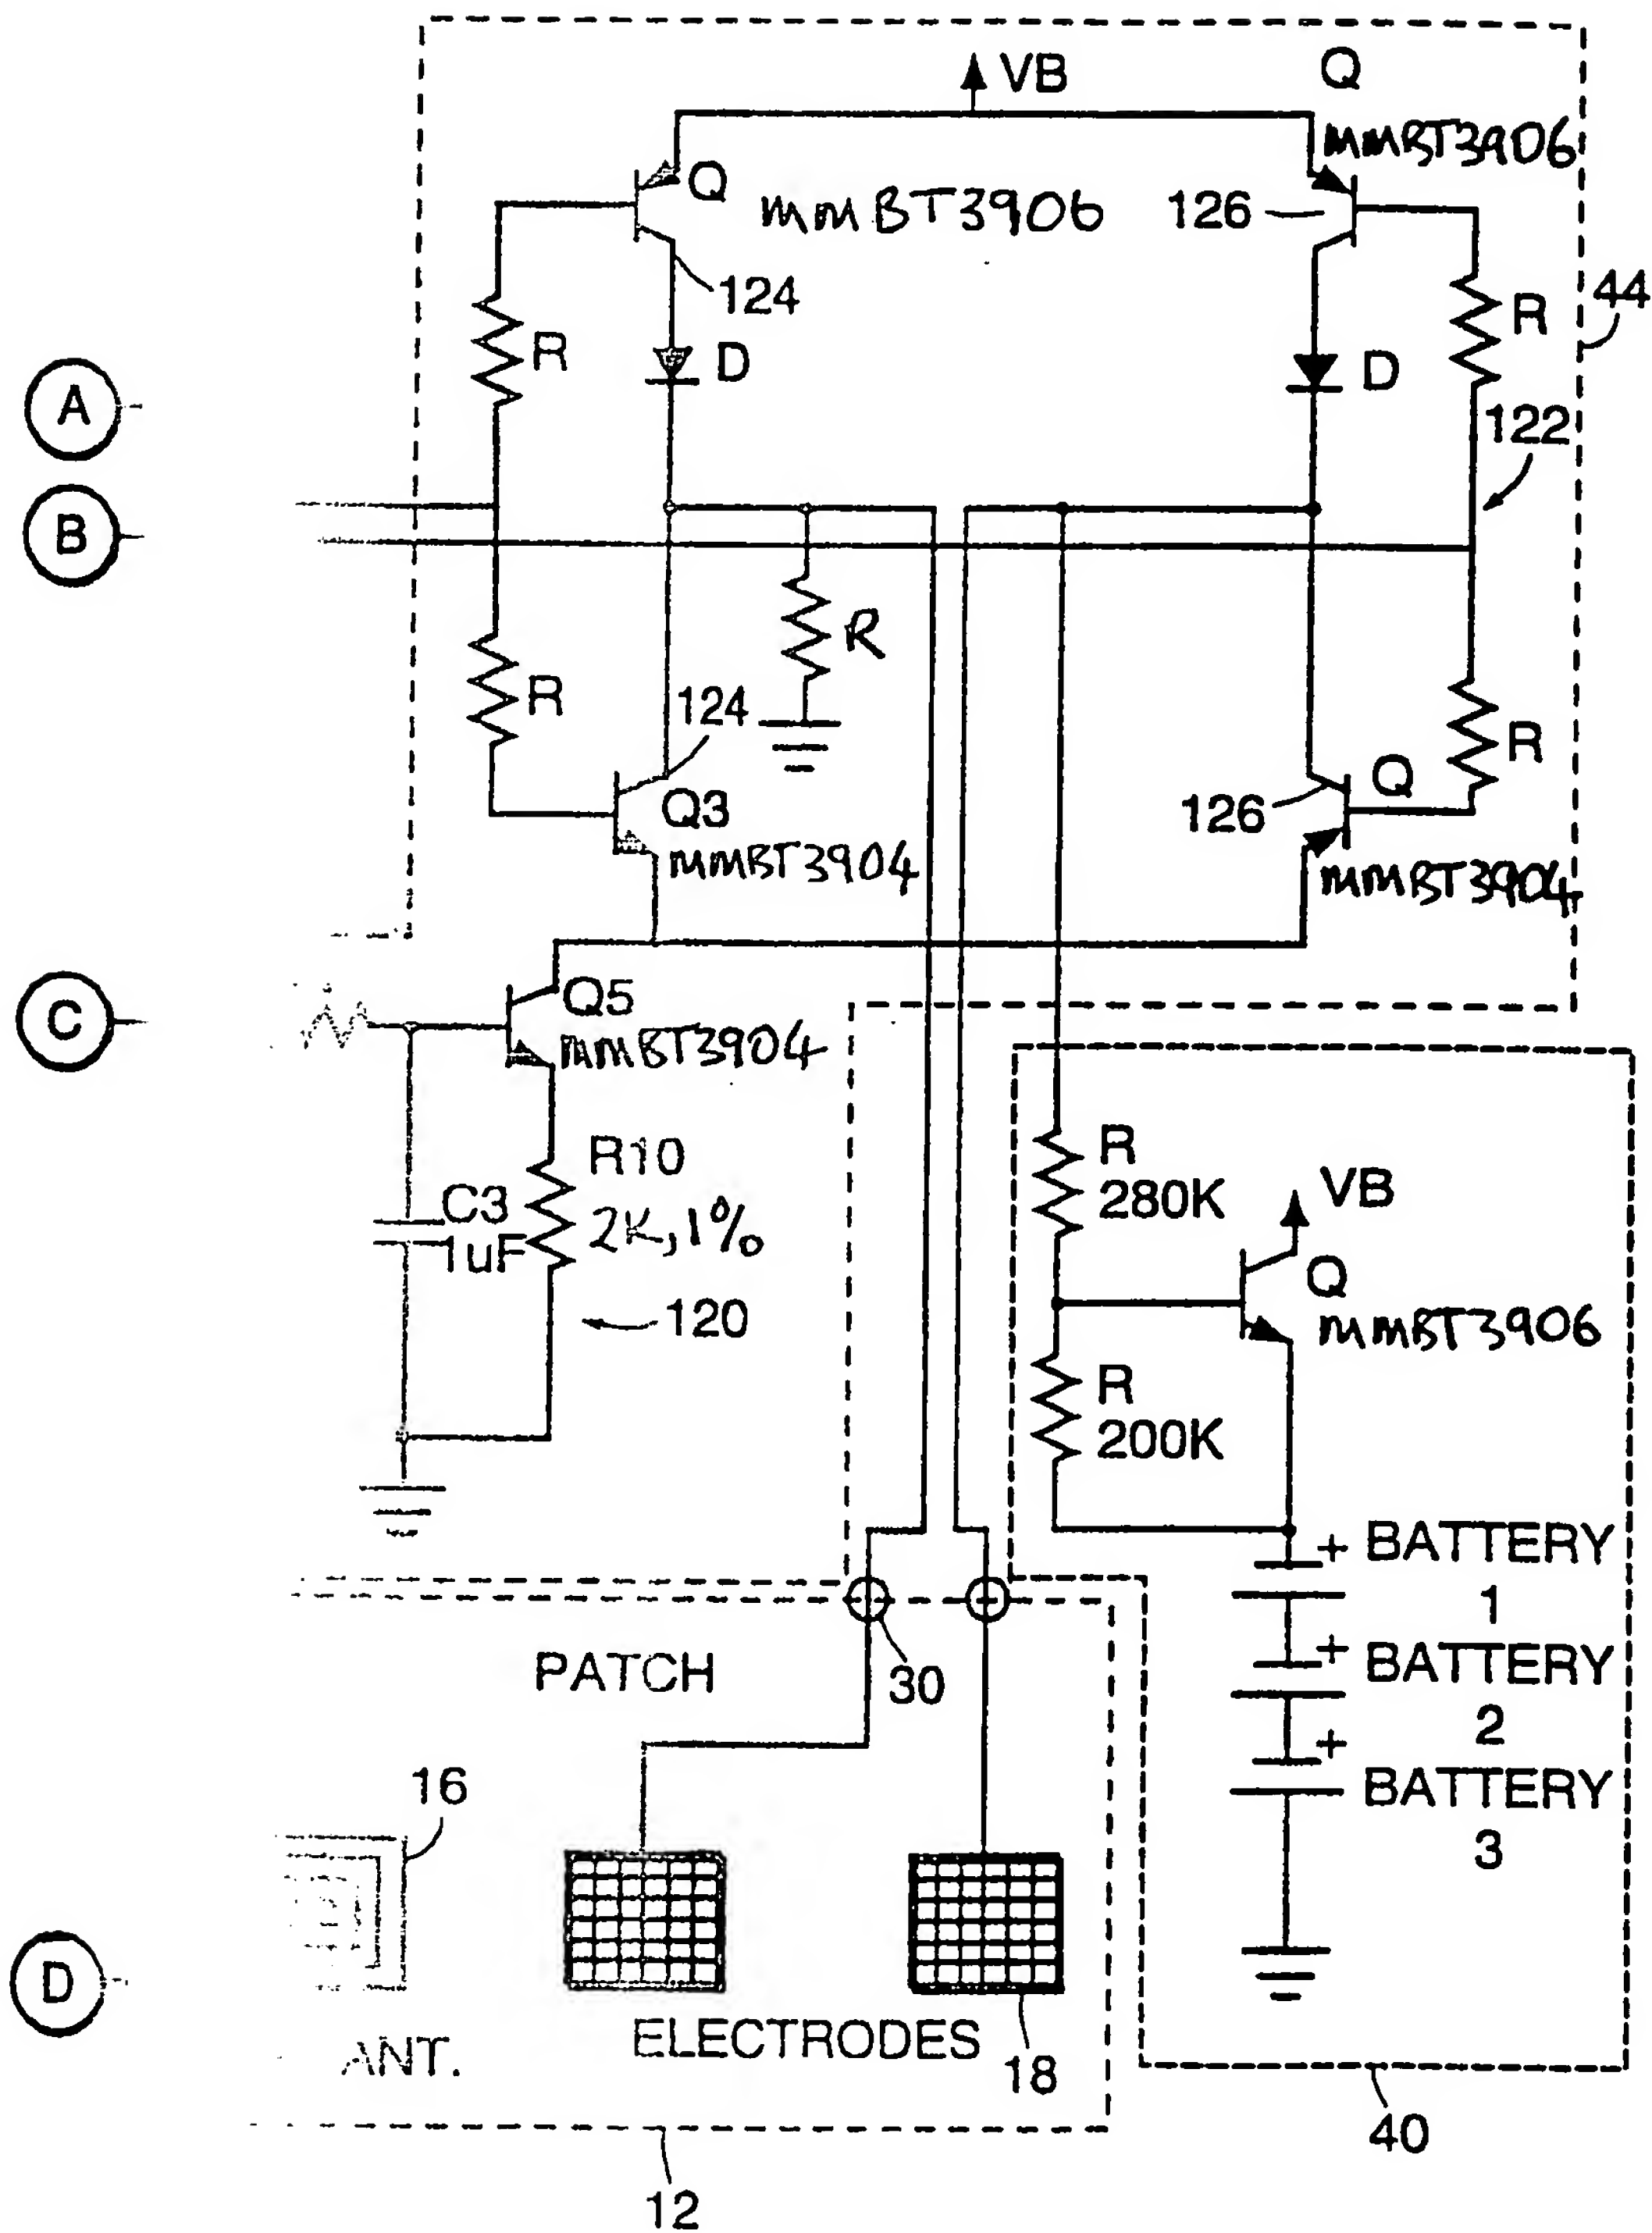 VB
Q
mmBT3906
Q
mmBT3906
126
124
44
R
R
D
D
A
122
B
R
R
124
R
Q3
Q
126
mmBT3904
mmBT3904
C
Q5
mmBT3904
R10
2K, 1%
C3
1uF
R
280K
VB
120
Q
mmBT3906
R
200K
+ BATTERY
1
PATCH
30
+ BATTERY
2
+ BATTERY
3
16
D
ANT.
ELECTRODES
18
40
12